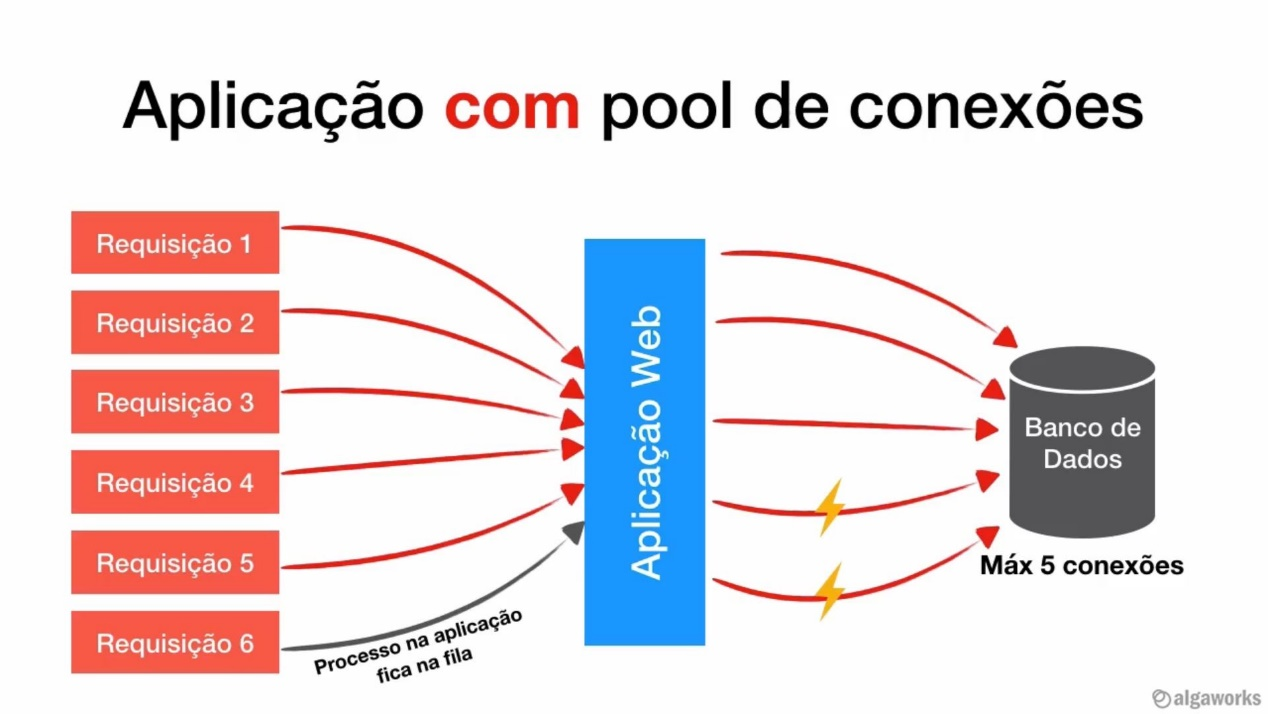 Aplicação com pool de conexões
Requisição 1
Requisição 2
Requisição 3
Requisição 4
Requisição 5
Requisição 6
Processo na aplicação
fica na fila
Aplicação Web
Banco de
Dados
Máx 5 conexões
algaworks